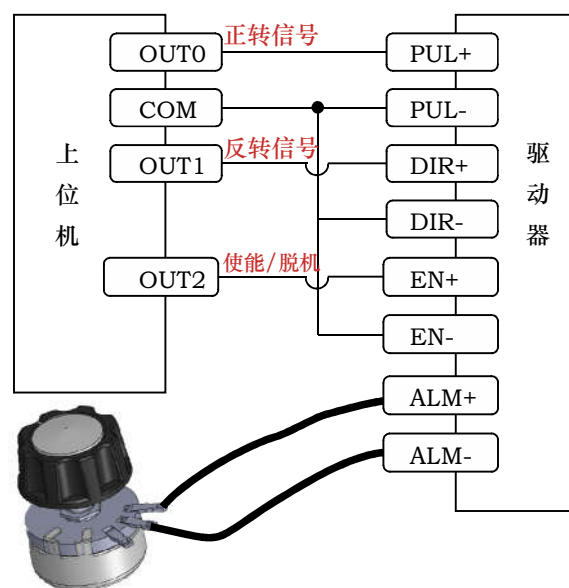 OUT0 正转信号 PUL+
COM PUL-
OUT1 反转信号 DIR+
DIR-
OUT2 使能/脱机 EN+
EN-
ALM+
ALM-
上位机
驱动器